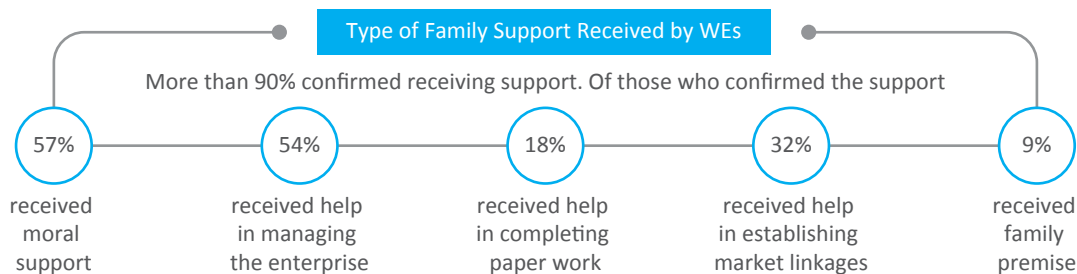 Type of Family Support Received by WEs
More than 90% confirmed receiving support. Of those who confirmed the support
57%
received
moral
support
54%
received help
in managing
the enterprise
18%
received help
in completing
paper work
32%
received help
in establishing
market linkages
9%
received
family
premise